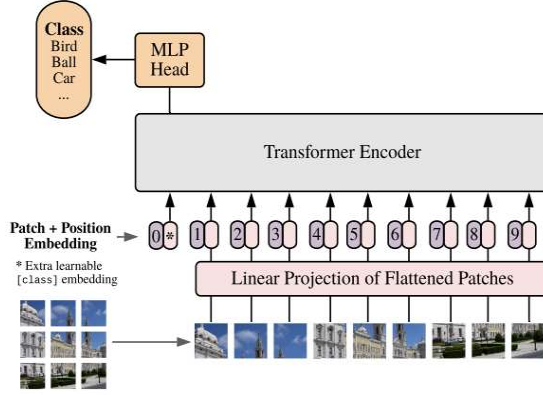 Class
Bird
Ball
Car
...
MLP
Head
Transformer Encoder
Patch + Position
Embedding
0 * 1 2 3 4 5 6 7 8 9
* Extra learnable
[class] embedding
Linear Projection of Flattened Patches